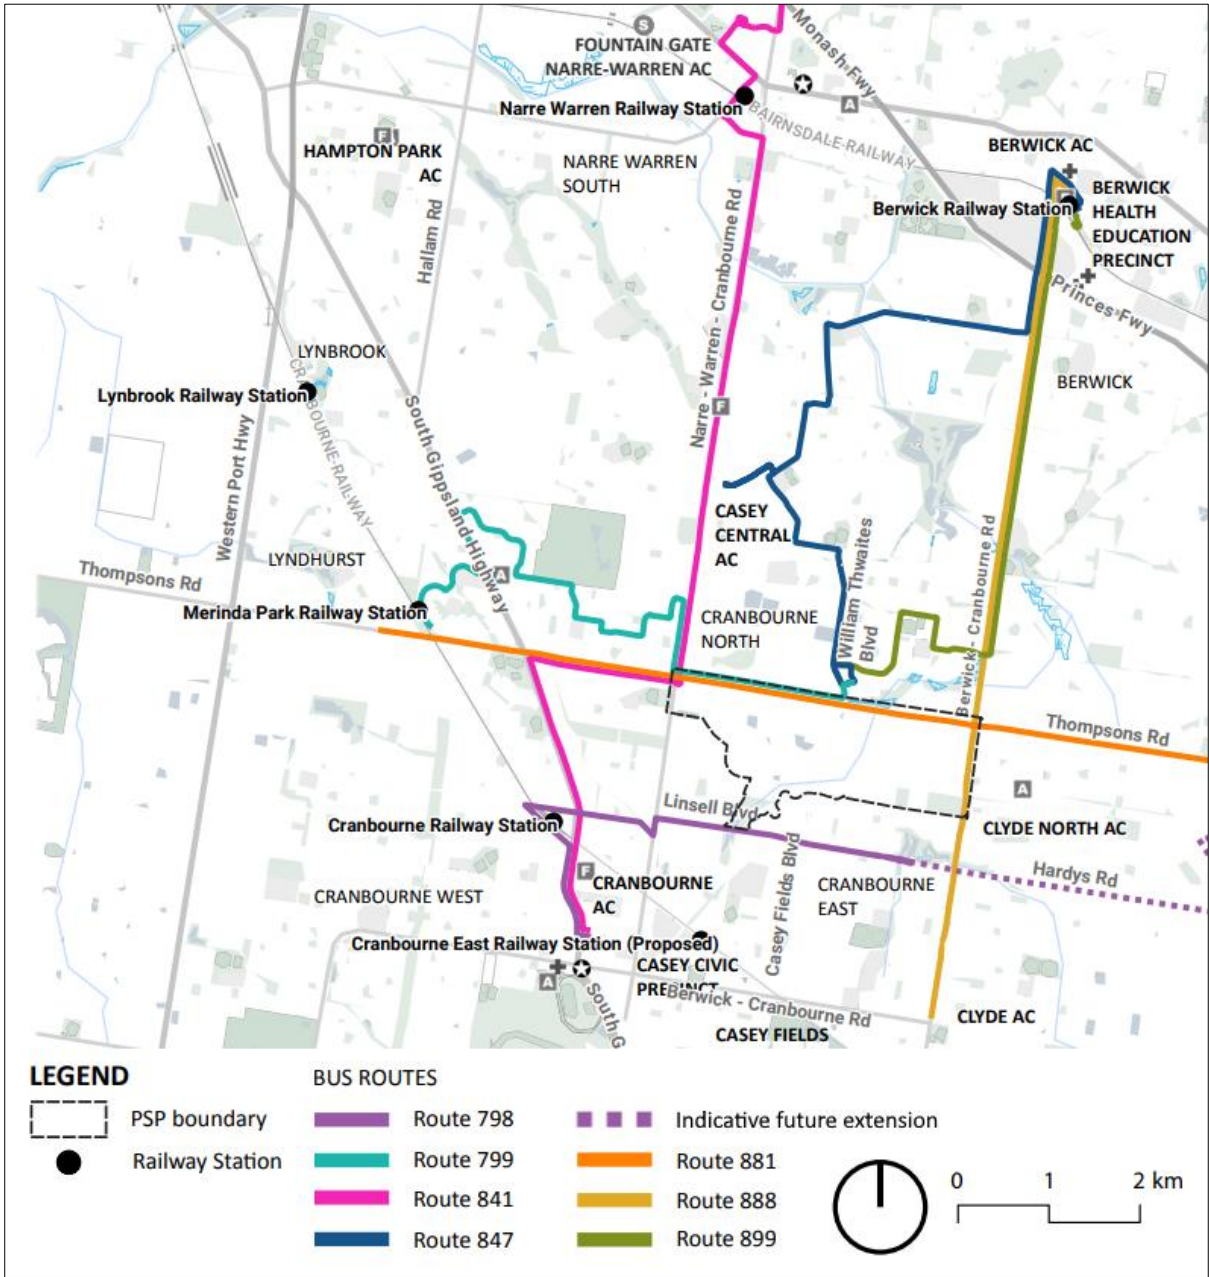 S
FOUNTAIN GATE
NARRE-WARREN AC
Monash-Fwy
Narre Warren Railway Station
A
BAIRNSDALE-RAILWAY
F
HAMPTON PARK
AC
NARRE WARREN
SOUTH
BERWICK AC
Berwick Railway Station
BERWICK
HEALTH
EDUCATION
PRECINCT
Hallam Rd
Narre - Warren - Cranbourne Rd
Princes Fwy
LYNBROOK
Lynbrook Railway Station
CRANBOURNE-RAILWAY
BERWICK
F
South Gippsland Highway
Western Port Hwy
CASEY
CENTRAL
AC
William Thwaites
Blvd
Berwick - Cranbourne Rd
LYNDHURST
A
Thompsons Rd
Merinda Park Railway Station
CRANBOURNE
NORTH
Thompsons Rd
A
Linsell Blvd
Cranbourne Railway Station
CLYDE NORTH AC
Casey Fields Blvd
Hardys Rd
F
CRANBOURNE
AC
CRANBOURNE WEST
CRANBOURNE
EAST
Cranbourne East Railway Station (Proposed)
CASEY CIVIC
PRECINCT
A
South G
Berwick - Cranbourne Rd
CLYDE AC
CASEY FIELDS
LEGEND
BUS ROUTES
PSP boundary
Route 798
Indicative future extension
Railway Station
Route 799
Route 881
Route 841
Route 888
Route 847
Route 899
0 1 2 km